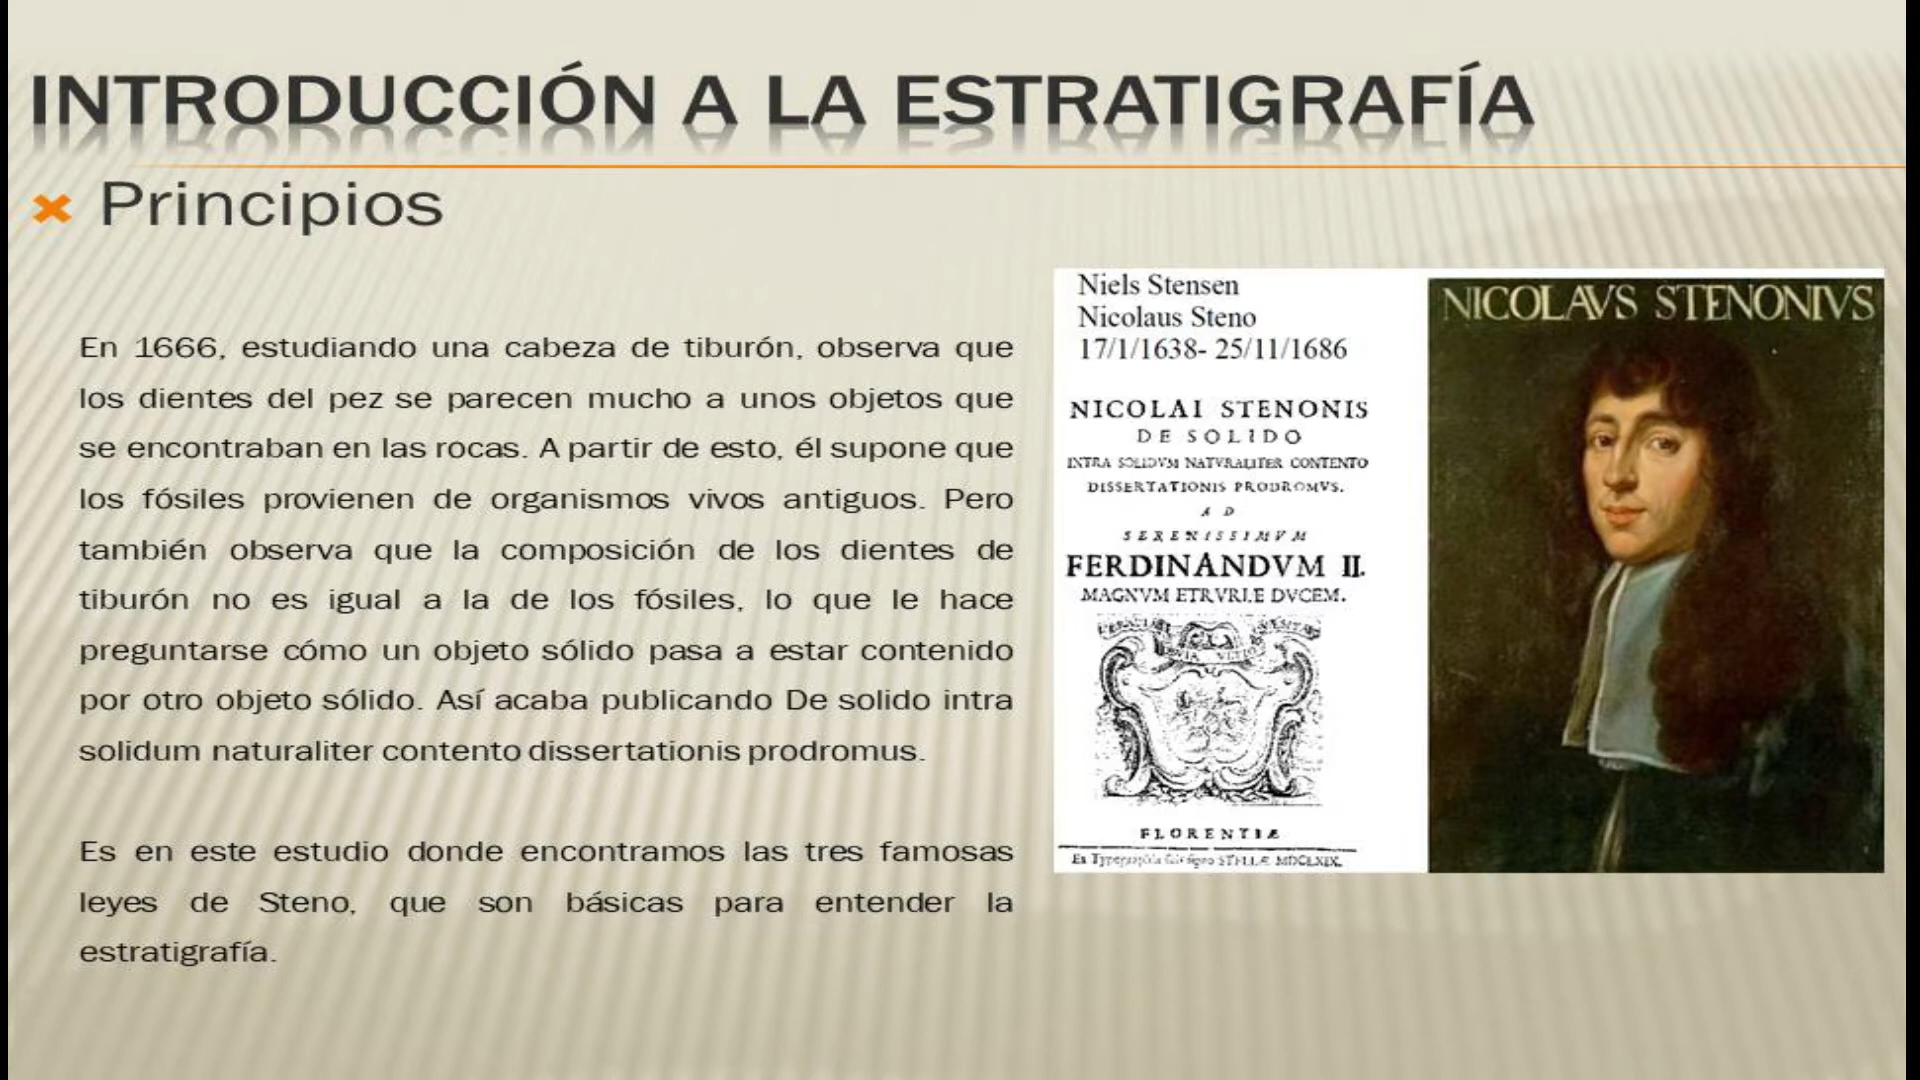 INTRODUCCIÓN A LA ESTRATIGRAFÍA
Principios
En 1666, estudiando una cabeza de tiburón, observa que
los dientes del pez se parecen mucho a unos objetos que
se encontraban en las rocas. A partir de esto, él supone que
los fósiles provienen de organismos vivos antiguos. Pero
también observa que la composición de los dientes de
tiburón no es igual a la de los fósiles, lo que le hace
preguntarse cómo un objeto sólido pasa a estar contenido
por otro objeto sólido. Así acaba publicando De solido intra
solidum naturaliter contento dissertationis prodromus.
Es en este estudio donde encontramos las tres famosas
leyes de Steno, que son básicas para entender la
estratigrafía.
Niels Stensen
Nicolaus Steno
17/1/1638- 25/11/1686
NICOLAI STENONIS
DE SOLIDO
INTRA SOLIDVM NATVRALITER CONTENTO
DISSERTATIONIS PRODROMVS.
AD
SERENISSIMVM
FERDINANDVM II.
MAGNVM ETRVRIÆ DVCEM.
FLORENTIÆ
Ex Typographia STELLÆ MDCLXIX.
NICOLAVS STENONIVS